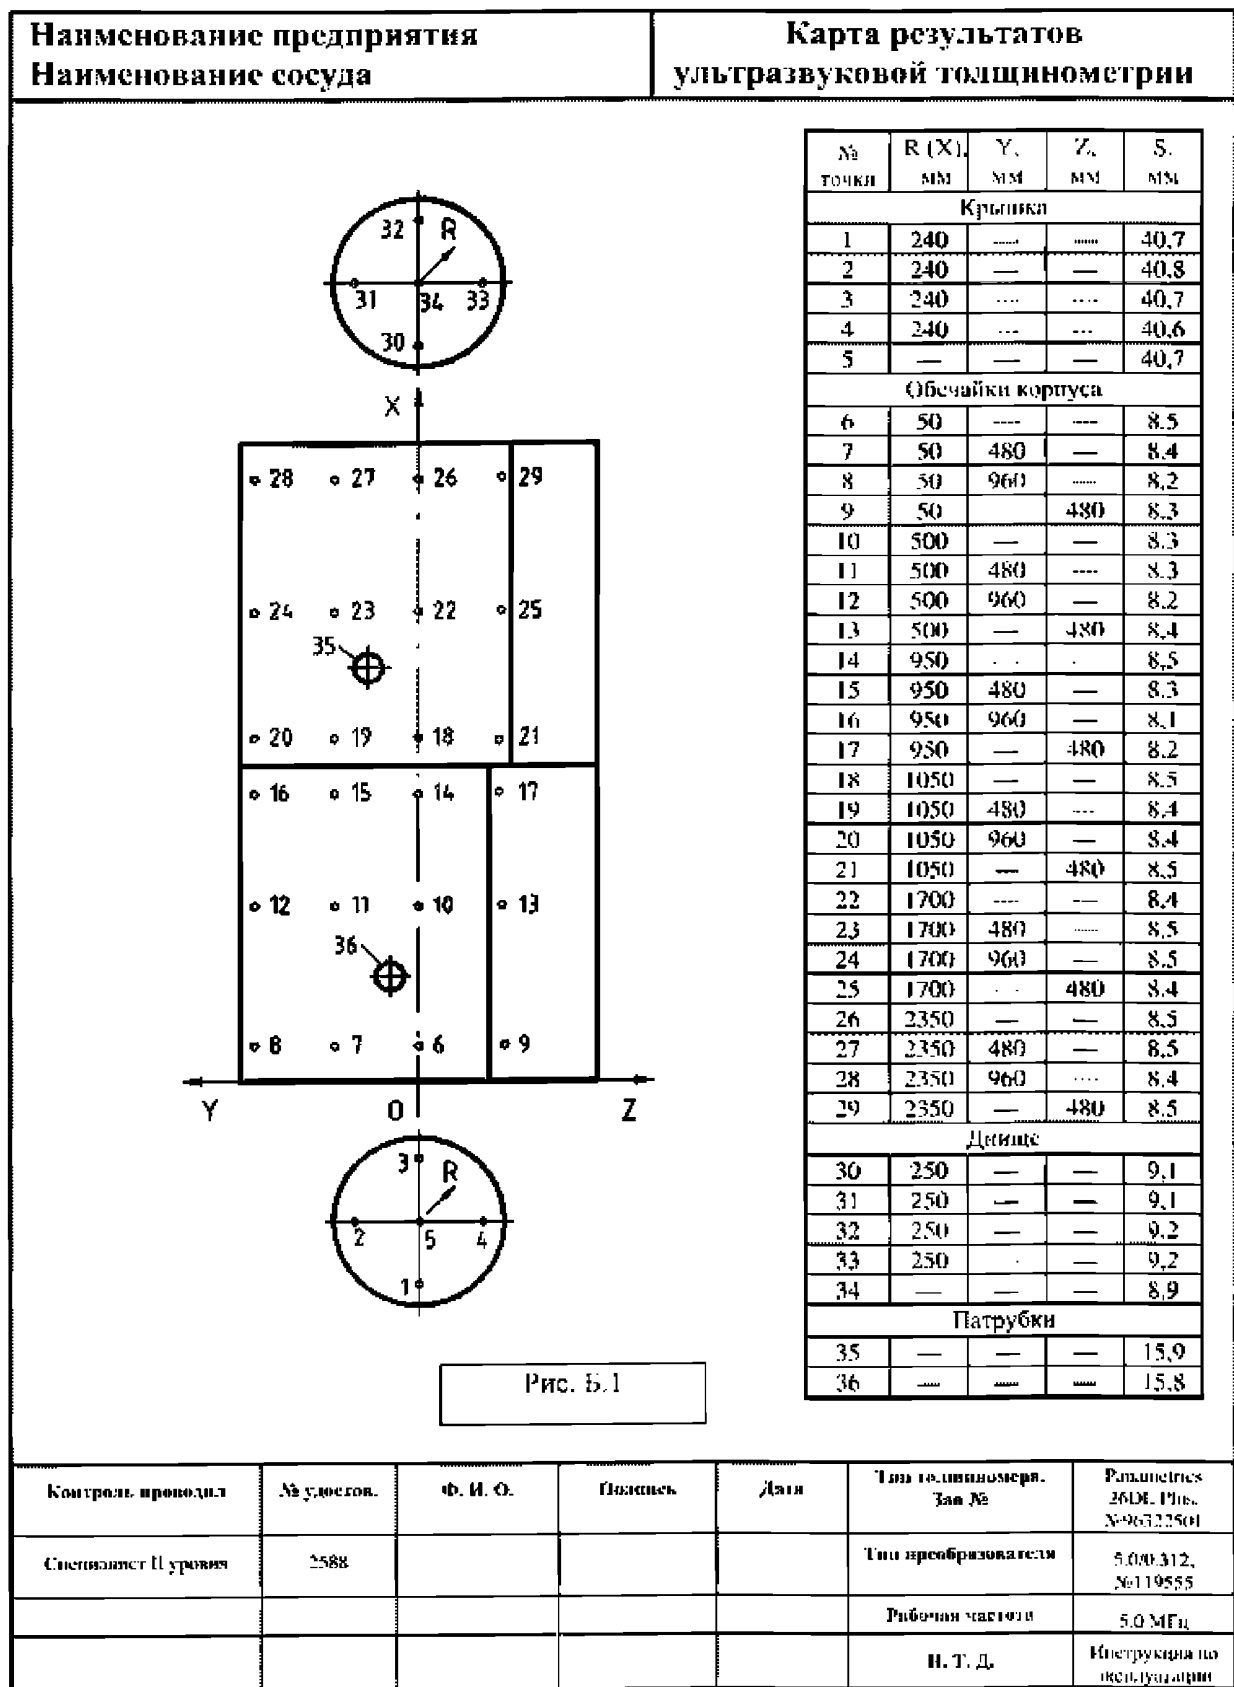 Наименование предприятия
Наименование сосуда
Карта результатов
ультразвуковой толщинометрии
32 R
31 34 33
30
X
28 27 26 29
24 23 22 25
35
20 19 18 21
16 15 14 17
12 11 10 13
36
8 7 6 9
Y O Z
3 R
2 5 4
1
Рис. Б.1
№ точки R (X), мм Y, мм Z, мм S, мм
Крышка
1 240 — — 40,7
2 240 — — 40,8
3 240 — — 40,7
4 240 — — 40,6
5 — — — 40,7
Обечайки корпуса
6 50 — — 8.5
7 50 480 — 8.4
8 50 960 — 8,2
9 50 480 8.3
10 500 — — 8.3
11 500 480 — 8.3
12 500 960 — 8.2
13 500 — 480 8,4
14 950 — — 8,5
15 950 480 — 8.3
16 950 960 — 8.1
17 950 — 480 8.2
18 1050 — — 8.5
19 1050 480 — 8.4
20 1050 960 — 8.4
21 1050 — 480 8,5
22 1700 — — 8.4
23 1700 480 — 8,5
24 1700 960 — 8.5
25 1700 — 480 8.4
26 2350 — — 8.5
27 2350 480 — 8,5
28 2350 960 — 8.4
29 2350 — 480 8.5
Днище
30 250 — — 9,1
31 250 — — 9,1
32 250 — — 9,2
33 250 — — 9,2
34 — — — 8,9
Патрубки
35 — — — 15,9
36 — — — 15,8
Контроль проводил № удостов. Ф. И. О. Подпись Дата Тип толщиномера. Зав № Panametrics 26DL Plus. №96322501
Специалист II уровня 2588 Тип преобразователя 5.0/0.312, №119555
Рабочая частота 5.0 МГц
Н. Т. Д. Инструкция по эксплуатации